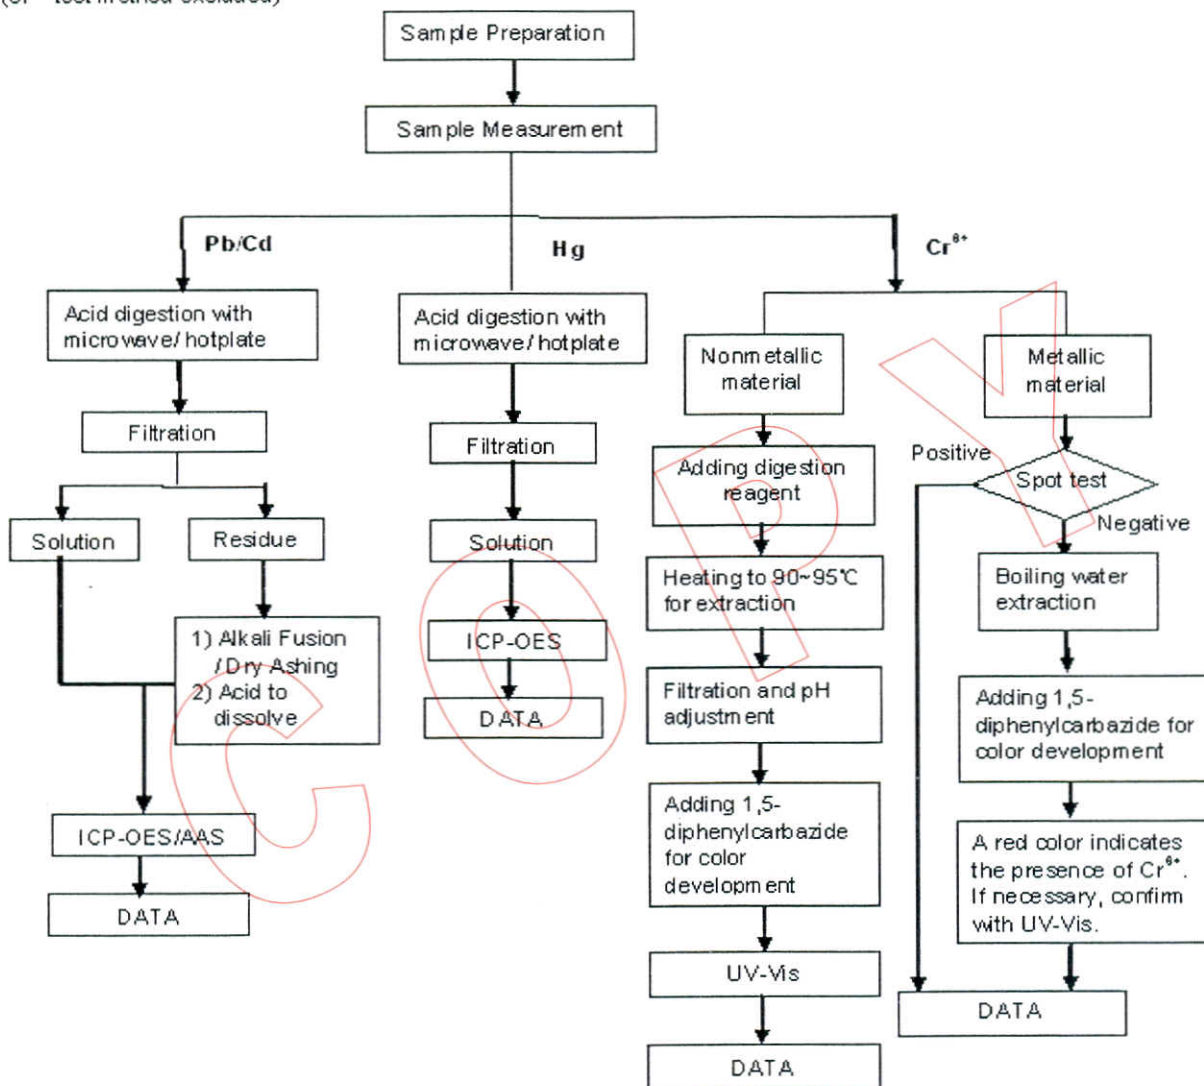 test method excluded)
Sample Preparation
Sample Measurement
Pb/Cd
Hg
Cr⁶⁺
Acid digestion with
microwave/ hotplate
Filtration
Solution
Residue
1) Alkali Fusion
/ Dry Ashing
2) Acid to
dissolve
ICP-OES/AAS
DATA
Acid digestion with
microwave/ hotplate
Filtration
Solution
ICP-OES
DATA
Nonmetallic
material
Adding digestion
reagent
Heating to 90~95℃
for extraction
Filtration and pH
adjustment
Adding 1,5-
diphenylcarbazide
for color
development
UV-Vis
DATA
Metallic
material
Positive
Spot test
Negative
Boiling water
extraction
Adding 1,5-
diphenylcarbazide for
color development
A red color indicates
the presence of Cr⁶⁺.
If necessary, confirm
with UV-Vis.
DATA
COPY